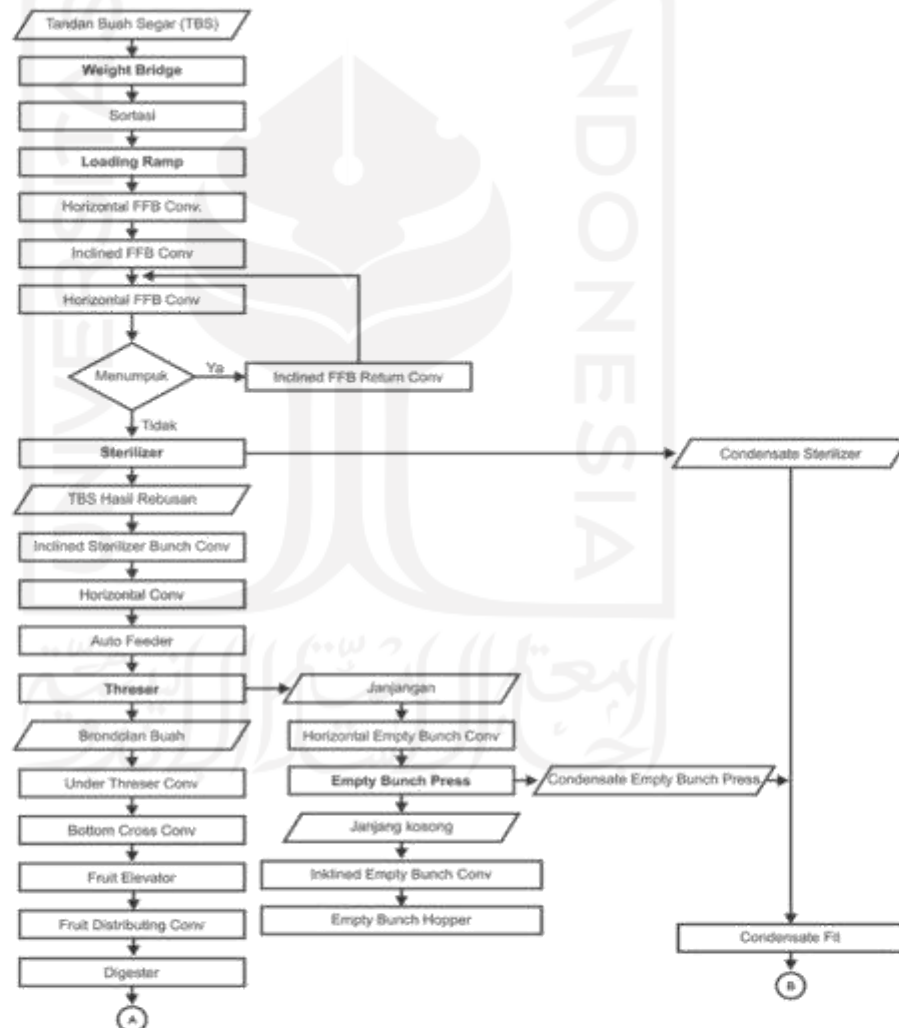 Tandan Buah Segar (TBS)
Weight Bridge
Sortasi
Loading Ramp
Horizontal FFB Conv.
Inclined FFB Conv
Horizontal FFB Conv
Menumpuk
Ya
Inclined FFB Return Conv
Tidak
Sterilizer
Condensate Sterilizer
TBS Hasil Rebusan
Inclined Sterilizer Bunch Conv
Horizontal Conv
Auto Feeder
Threser
Janjangan
Brondolan Buah
Horizontal Empty Bunch Conv
Under Threser Conv
Empty Bunch Press
Condensate Empty Bunch Press
Bottom Cross Conv
Janjang kosong
Fruit Elevator
Inklined Empty Bunch Conv
Fruit Distributing Conv
Empty Bunch Hopper
Condensate Fit
Digester
A
B
UNIVERSITAS
INDONESIA